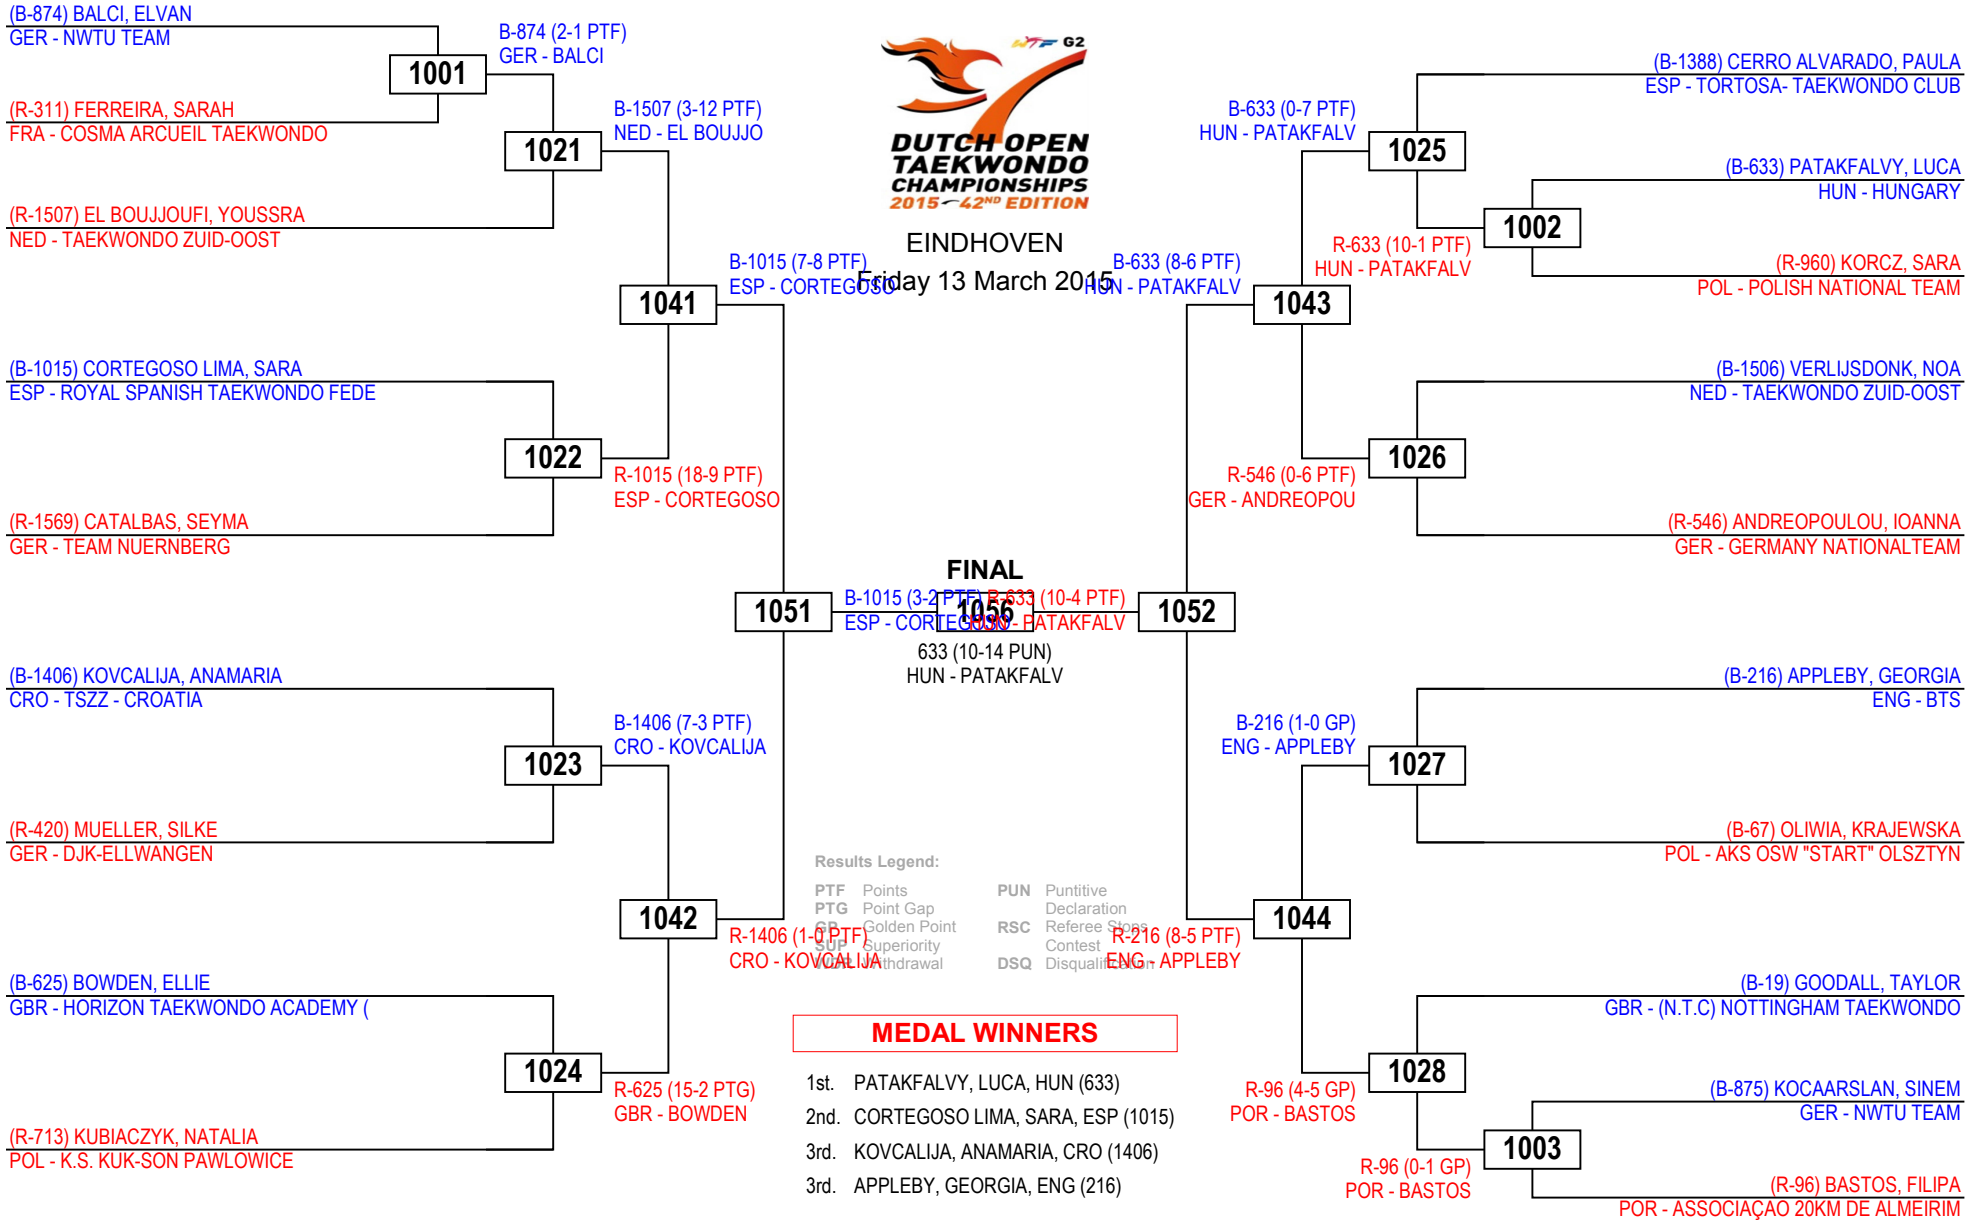 (B-874) BALCI, ELVAN
GER - NWTU TEAM
1001
(R-311) FERREIRA, SARAH
FRA - COSMA ARCUEIL TAEKWONDO
B-874 (2-1 PTF)
GER - BALCI
1021
(R-1507) EL BOUJJOUFI, YOUSSRA
NED - TAEKWONDO ZUID-OOST
B-1507 (3-12 PTF)
NED - EL BOUJJO
1041
(B-1015) CORTEGOSO LIMA, SARA
ESP - ROYAL SPANISH TAEKWONDO FEDE
1022
(R-1569) CATALBAS, SEYMA
GER - TEAM NUERNBERG
R-1015 (18-9 PTF)
ESP - CORTEGOSO
B-1015 (7-8 PTF)
ESP - CORTEGOSO
1051
(B-1406) KOVCALIJA, ANAMARIA
CRO - TSZZ - CROATIA
1023
(R-420) MUELLER, SILKE
GER - DJK-ELLWANGEN
B-1406 (7-3 PTF)
CRO - KOVCALIJA
1042
(B-625) BOWDEN, ELLIE
GBR - HORIZON TAEKWONDO ACADEMY (
1024
(R-713) KUBIACZYK, NATALIA
POL - K.S. KUK-SON PAWLOWICE
R-625 (15-2 PTG)
GBR - BOWDEN
R-1406 (1-0 PTF)
CRO - KOVCALIJA
WTF G2
DUTCH OPEN
TAEKWONDO
CHAMPIONSHIPS
2015 42ND EDITION
EINDHOVEN
Friday 13 March 2015
FINAL
B-1015 (3-2 PTF)
ESP - CORTEGOSO
1056
R-633 (10-4 PTF)
HUN - PATAKFALV
633 (10-14 PUN)
HUN - PATAKFALV
Results Legend:
PTF Points
PTG Point Gap
GP Golden Point
SUP Superiority
WDR Withdrawal
PUN Puntitive
Declaration
RSC Referee Stops
Contest
DSQ Disqualification
MEDAL WINNERS
1st. PATAKFALVY, LUCA, HUN (633)
2nd. CORTEGOSO LIMA, SARA, ESP (1015)
3rd. KOVCALIJA, ANAMARIA, CRO (1406)
3rd. APPLEBY, GEORGIA, ENG (216)
(B-1388) CERRO ALVARADO, PAULA
ESP - TORTOSA- TAEKWONDO CLUB
B-633 (0-7 PTF)
HUN - PATAKFALV
1025
(B-633) PATAKFALVY, LUCA
HUN - HUNGARY
1002
R-633 (10-1 PTF)
HUN - PATAKFALV
(R-960) KORCZ, SARA
POL - POLISH NATIONAL TEAM
B-633 (8-6 PTF)
HUN - PATAKFALV
1043
(B-1506) VERLIJSDONK, NOA
NED - TAEKWONDO ZUID-OOST
1026
R-546 (0-6 PTF)
GER - ANDREOPOU
(R-546) ANDREOPOULOU, IOANNA
GER - GERMANY NATIONALTEAM
1052
(B-216) APPLEBY, GEORGIA
ENG - BTS
B-216 (1-0 GP)
ENG - APPLEBY
1027
(B-67) OLIWIA, KRAJEWSKA
POL - AKS OSW "START" OLSZTYN
1044
R-216 (8-5 PTF)
ENG - APPLEBY
(B-19) GOODALL, TAYLOR
GBR - (N.T.C) NOTTINGHAM TAEKWONDO
1028
R-96 (4-5 GP)
POR - BASTOS
(B-875) KOCAARSLAN, SINEM
GER - NWTU TEAM
1003
R-96 (0-1 GP)
POR - BASTOS
(R-96) BASTOS, FILIPA
POR - ASSOCIAÇAO 20KM DE ALMEIRIM